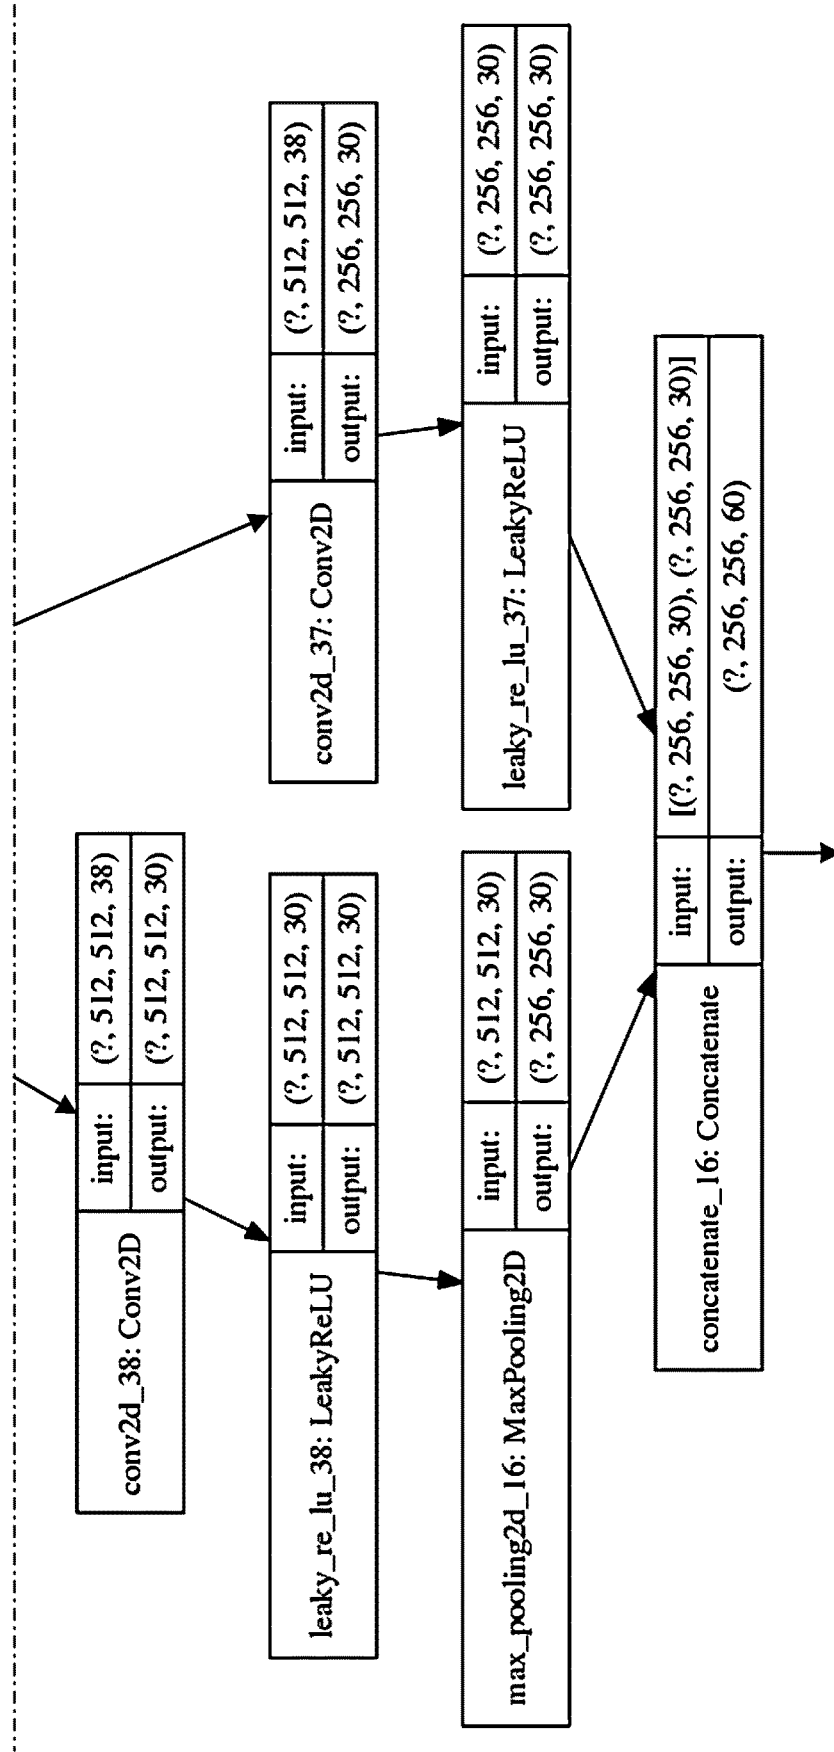 conv2d_38: Conv2D
input:
(?, 512, 512, 38)
output:
(?, 512, 512, 30)
leaky_re_lu_38: LeakyReLU
input:
(?, 512, 512, 30)
output:
(?, 512, 512, 30)
conv2d_37: Conv2D
input:
(?, 512, 512, 38)
output:
(?, 256, 256, 30)
max_pooling2d_16: MaxPooling2D
input:
(?, 512, 512, 30)
output:
(?, 256, 256, 30)
leaky_re_lu_37: LeakyReLU
input:
(?, 256, 256, 30)
output:
(?, 256, 256, 30)
concatenate_16: Concatenate
input:
[(?, 256, 256, 30), (?, 256, 256, 30)]
output:
(?, 256, 256, 60)